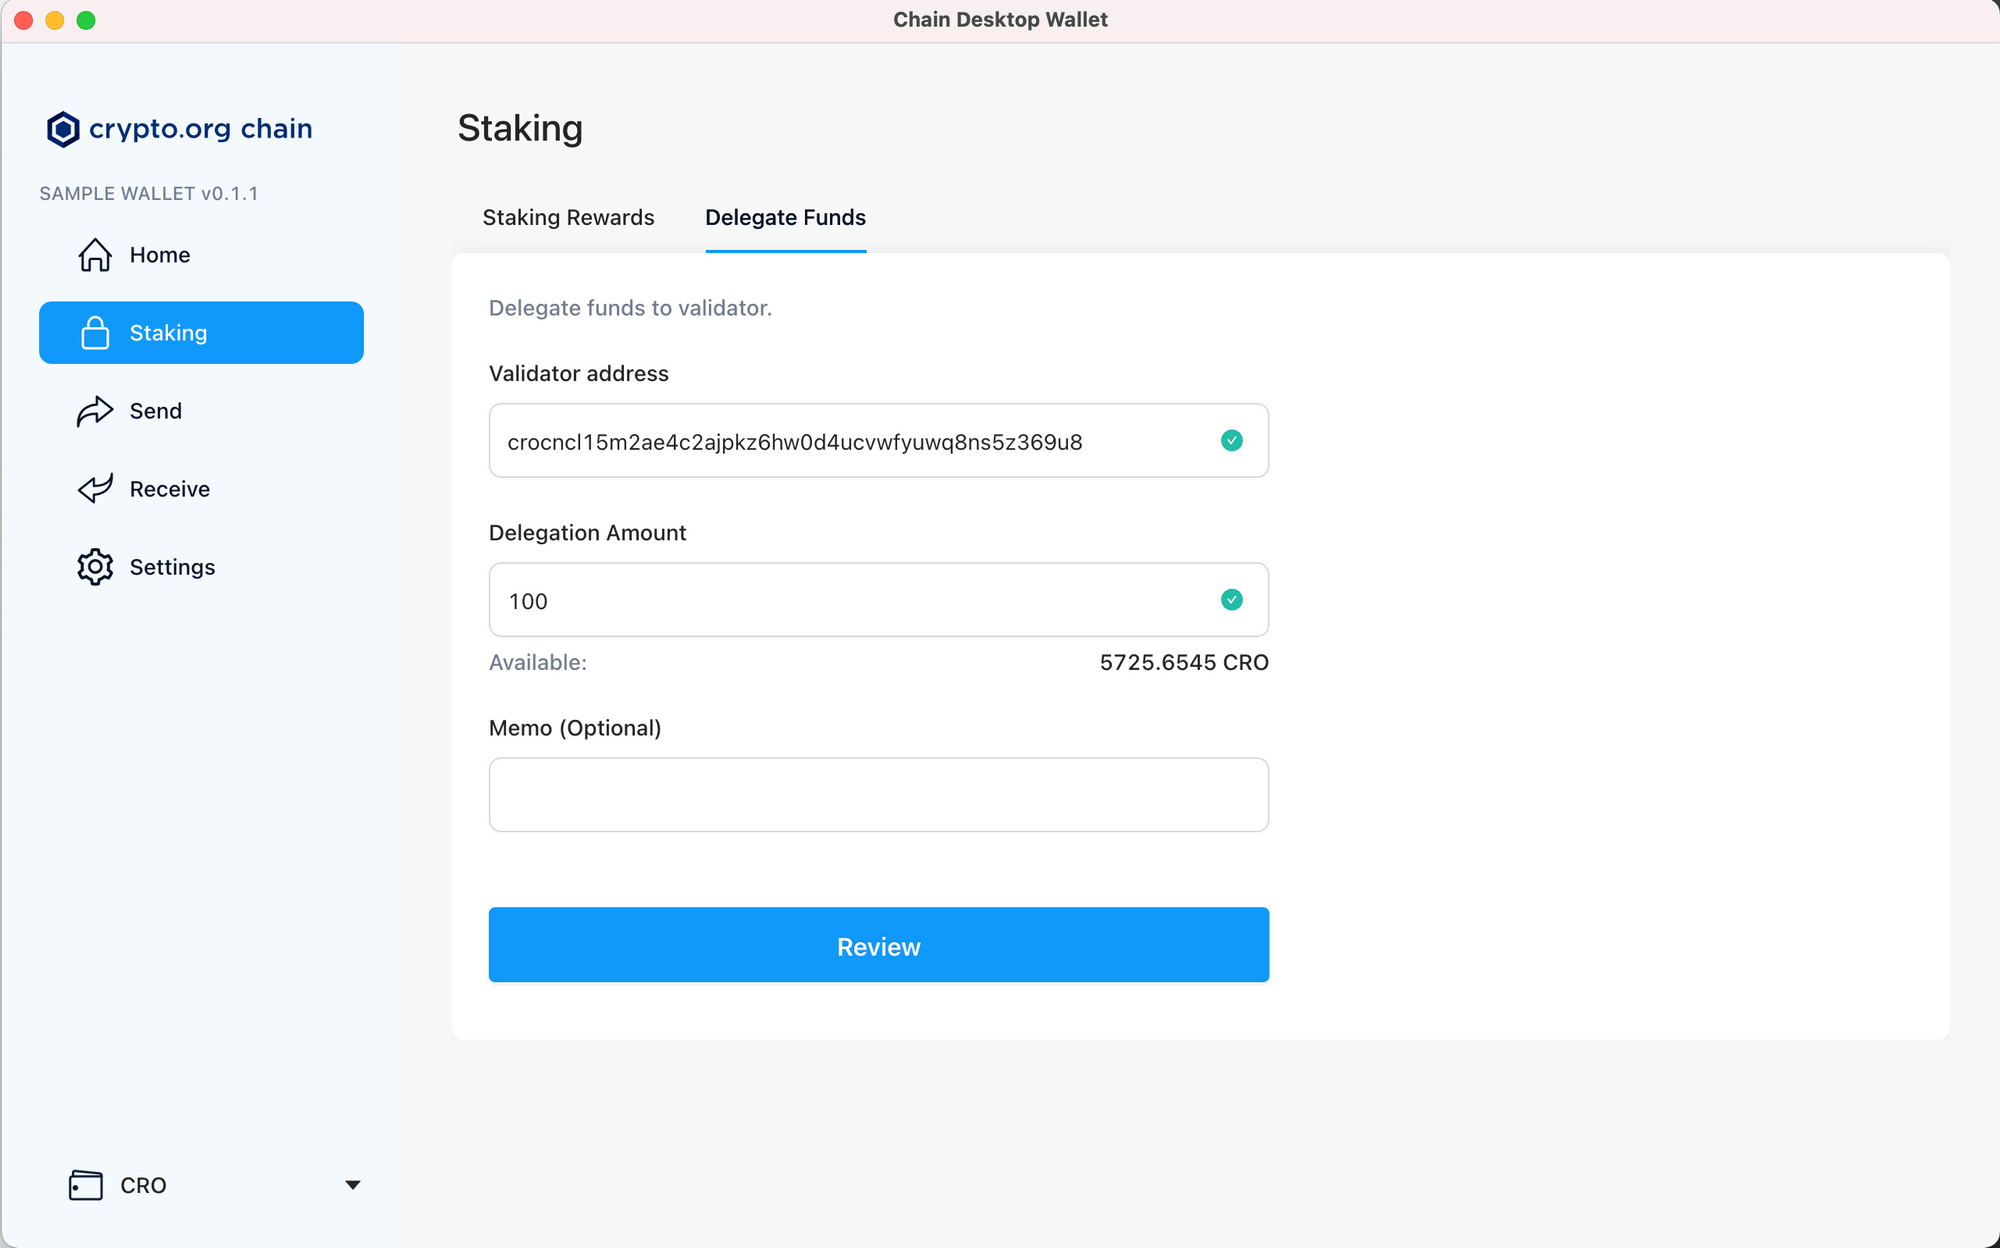 Chain Desktop Wallet
crypto.org chain
SAMPLE WALLET v0.1.1
Home
Staking
Send
Receive
Settings
CRO
Staking
Staking Rewards
Delegate Funds
Delegate funds to validator.
Validator address
crocncl15m2ae4c2ajpkz6hw0d4ucvwfyuwq8ns5z369u8
Delegation Amount
100
Available:
5725.6545 CRO
Memo (Optional)
Review